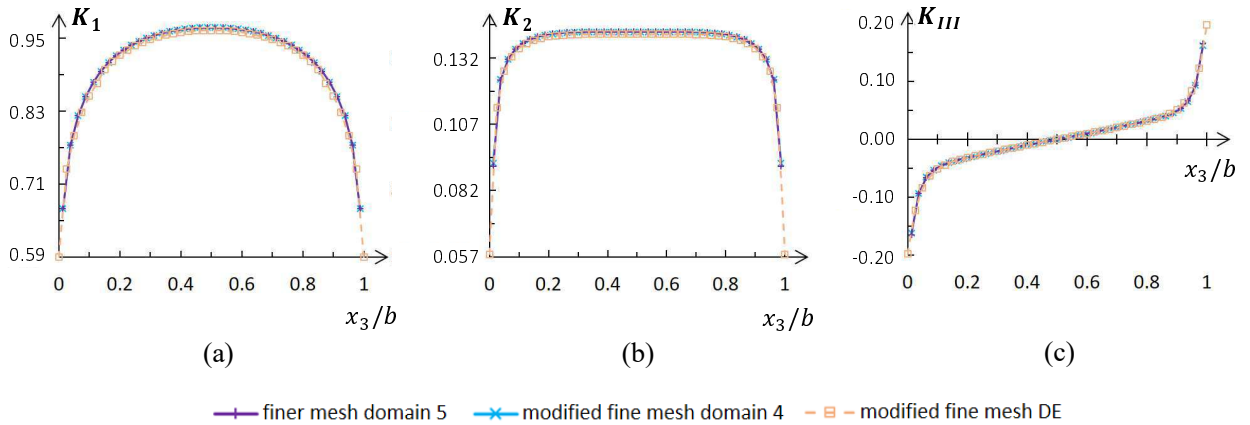 K1
0.95
0.83
0.71
0.59
0 0.2 0.4 0.6 0.8 1
x3/b
(a)
K2
0.132
0.107
0.082
0.057
0 0.2 0.4 0.6 0.8 1
x3/b
(b)
KIII
0.20
0.10
0.00
-0.10
-0.20
x3/b
0 0.2 0.4 0.6 0.8 1
(c)
finer mesh domain 5 modified fine mesh domain 4 modified fine mesh DE